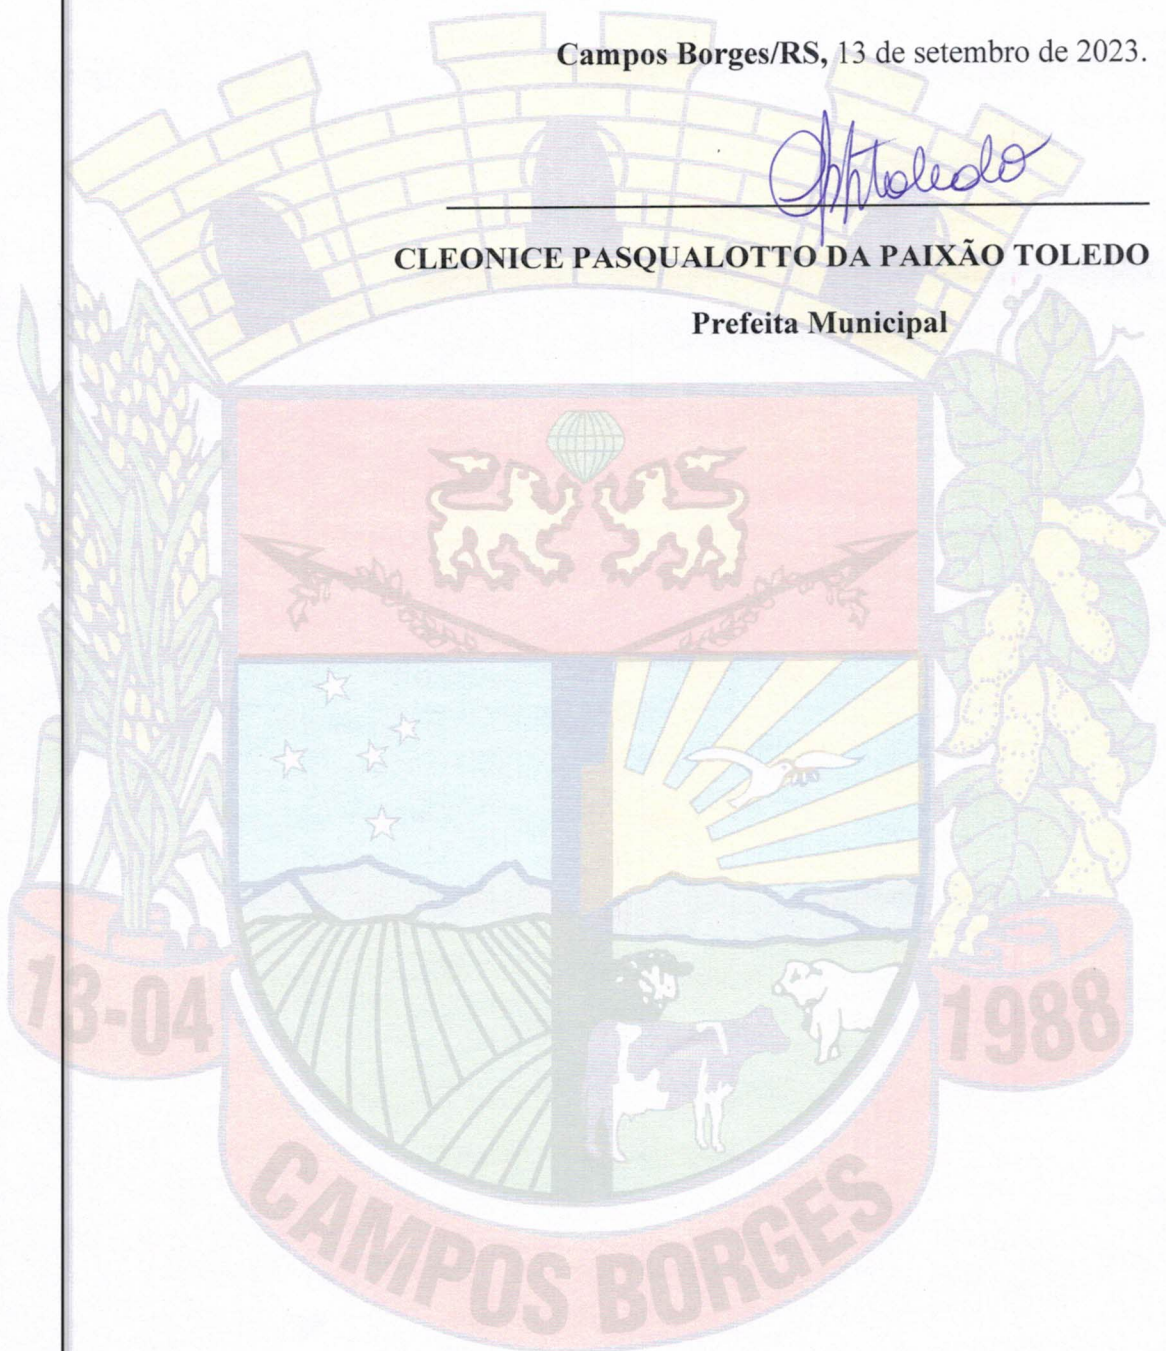 Campos Borges/RS, 13 de setembro de 2023.
CLEONICE PASQUALOTTO DA PAIXÃO TOLEDO
Prefeita Municipal
13-04
1988
CAMPOS BORGES